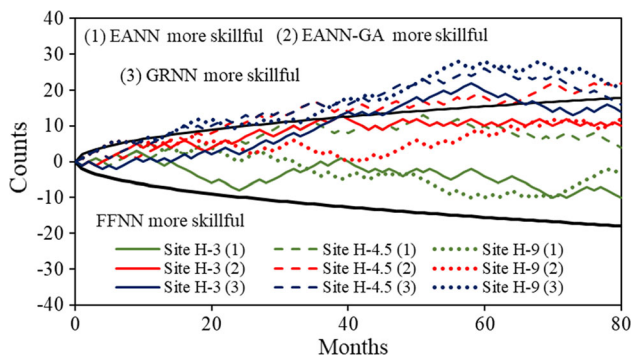 40
(1) EANN more skillful (2) EANN-GA more skillful
30
(3) GRNN more skillful
20
10
0
-10
-20
-30
-40
Counts
FFNN more skillful
Site H-3 (1) Site H-4.5 (1) Site H-9 (1)
Site H-3 (2) Site H-4.5 (2) Site H-9 (2)
Site H-3 (3) Site H-4.5 (3) Site H-9 (3)
0 20 40 60 80
Months